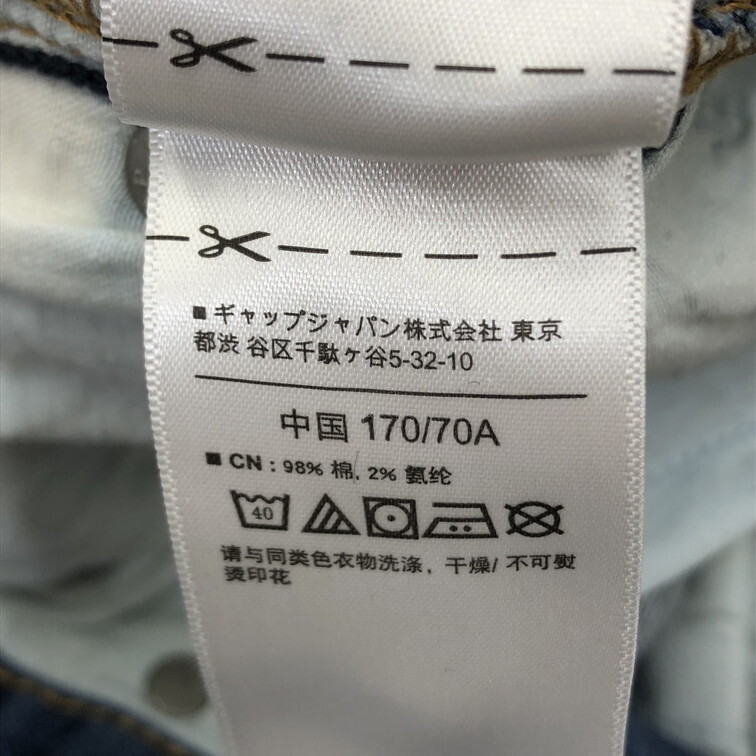 ■ギャップジャパン株式会社 東京
都渋 谷区千駄ヶ谷5-32-10
中国 170/70A
■ CN : 98% 棉, 2% 氨纶
40
请与同类色衣物洗涤, 干燥/ 不可熨
烫印花